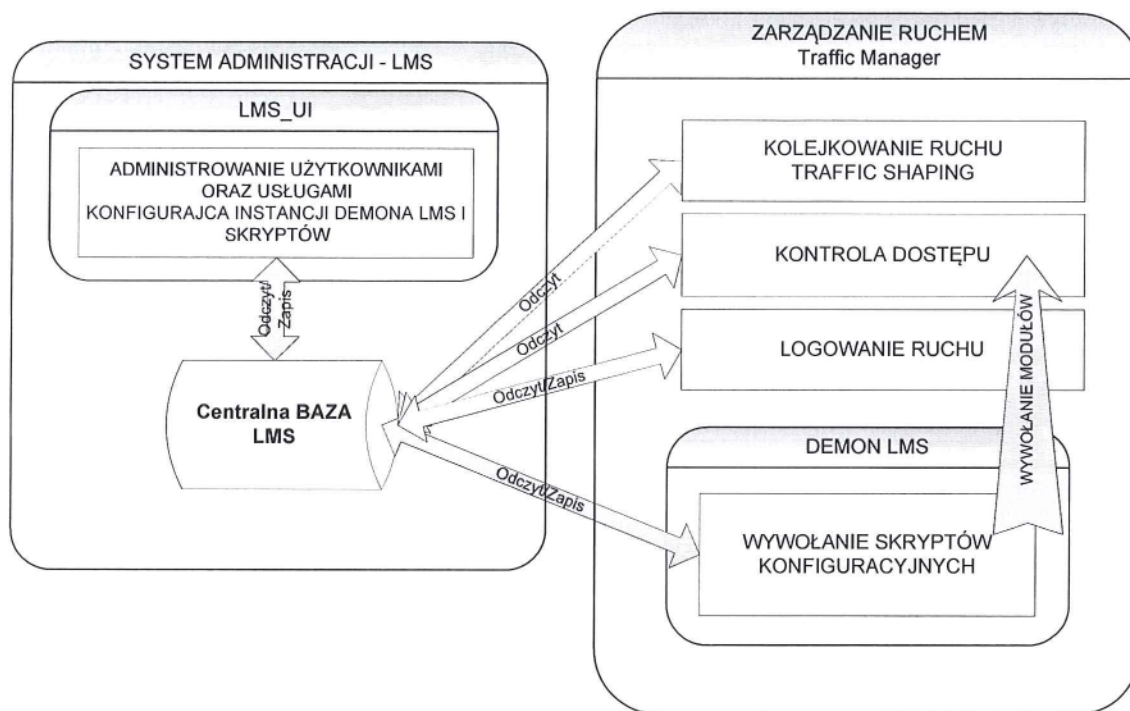 SYSTEM ADMINISTRACJI - LMS
LMS_UI
ADMINISTROWANIE UŻYTKOWNIKAMI
ORAZ USŁUGAMI
KONFIGURAJCA INSTANCJI DEMONA LMS I
SKRYPTÓW
Odczyt/
Zapis
Centralna BAZA
LMS
Odczyt
Odczyt
Odczyt/Zapis
Odczyt/Zapis
ZARZĄDZANIE RUCHEM
Traffic Manager
KOLEJKOWANIE RUCHU
TRAFFIC SHAPING
KONTROLA DOSTĘPU
LOGOWANIE RUCHU
WYWOŁANIE MODUŁÓW
DEMON LMS
WYWOŁANIE SKRYPTÓW
KONFIGURACYJNYCH